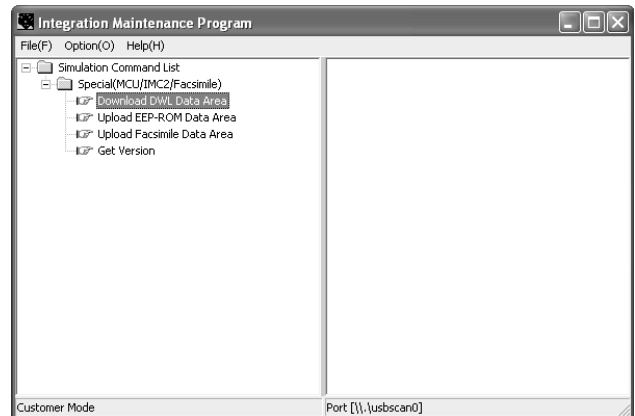 Integration Maintenance Program
File(F) Option(O) Help(H)
Simulation Command List
Special(MCU/IMC2/Facsimile)
Download DWL Data Area
Upload EEP-ROM Data Area
Upload Facsimile Data Area
Get Version
Customer Mode Port [\\.\usbscan0]